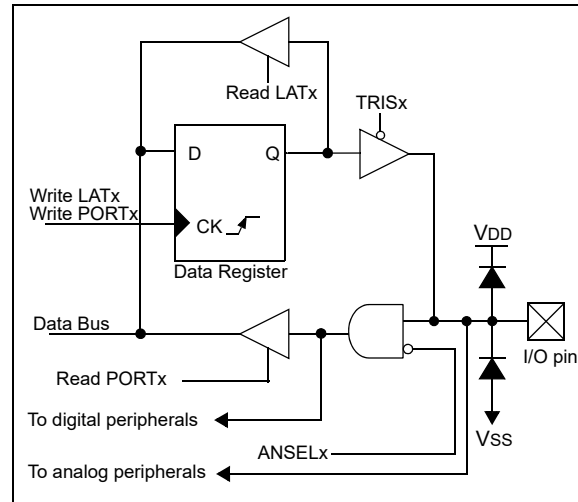 Read LATx
TRISx
D
Q
Write LATx
Write PORTx
CK
Data Register
VDD
Data Bus
I/O pin
Read PORTx
To digital peripherals
ANSELx
VSS
To analog peripherals